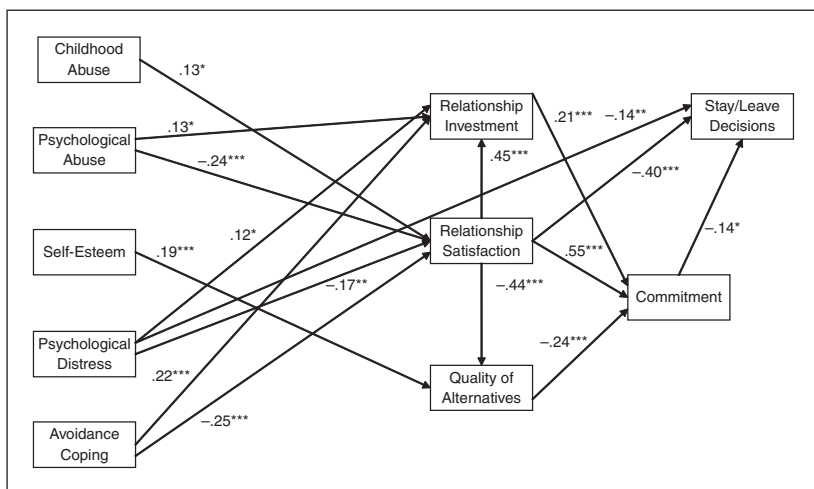 Childhood
Abuse
.13*
Psychological
Abuse
.13*
–.24***
Self-Esteem
.19***
.12*
–.17**
Psychological
Distress
.22***
–.25***
Avoidance
Coping
Relationship
Investment
.21***
–.14**
.45***
Relationship
Satisfaction
–.40***
.55***
–.44***
–.24***
Quality of
Alternatives
Stay/Leave
Decisions
–.14*
Commitment